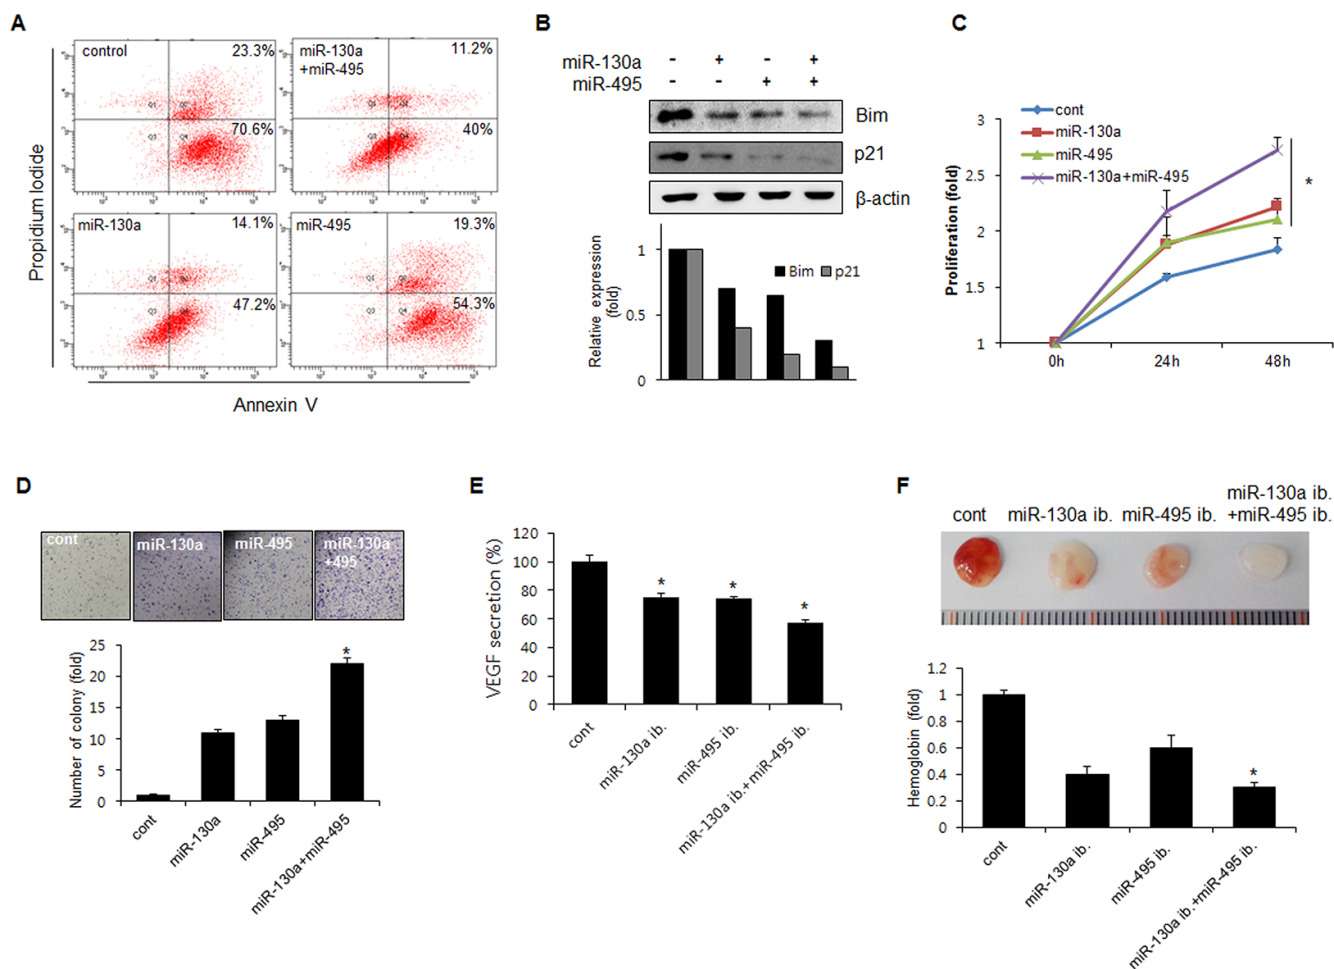 A
control
23.3%
70.6%
miR-130a
+miR-495
11.2%
40%
miR-130a
14.1%
47.2%
miR-495
19.3%
54.3%
Q1
Q3
Q4
Propidium Iodide
Annexin V
B
miR-130a - + - +
miR-495 - - + +
Bim
p21
β-actin
Relative expression
(fold)
1
0.5
0
Bim p21
C
cont
miR-130a
miR-495
miR-130a+miR-495
Proliferation (fold)
3
2.5
2
1.5
1
0h 24h 48h
*
D
cont
miR-130a
miR-495
miR-130a
+495
Number of colony (fold)
25
20
15
10
5
0
*
cont
miR-130a
miR-495
miR-130a+miR-495
E
VEGF secretion (%)
120
100
80
60
40
20
0
* * *
cont
miR-130a ib.
miR-495 ib.
miR-130a ib.+miR-495 ib.
F
cont miR-130a ib. miR-495 ib. miR-130a ib.
+miR-495 ib.
Hemoglobin (fold)
1.2
1
0.8
0.6
0.4
0.2
0
*
cont
miR-130a ib.
miR-495 ib.
miR-130a ib.+miR-495 ib.